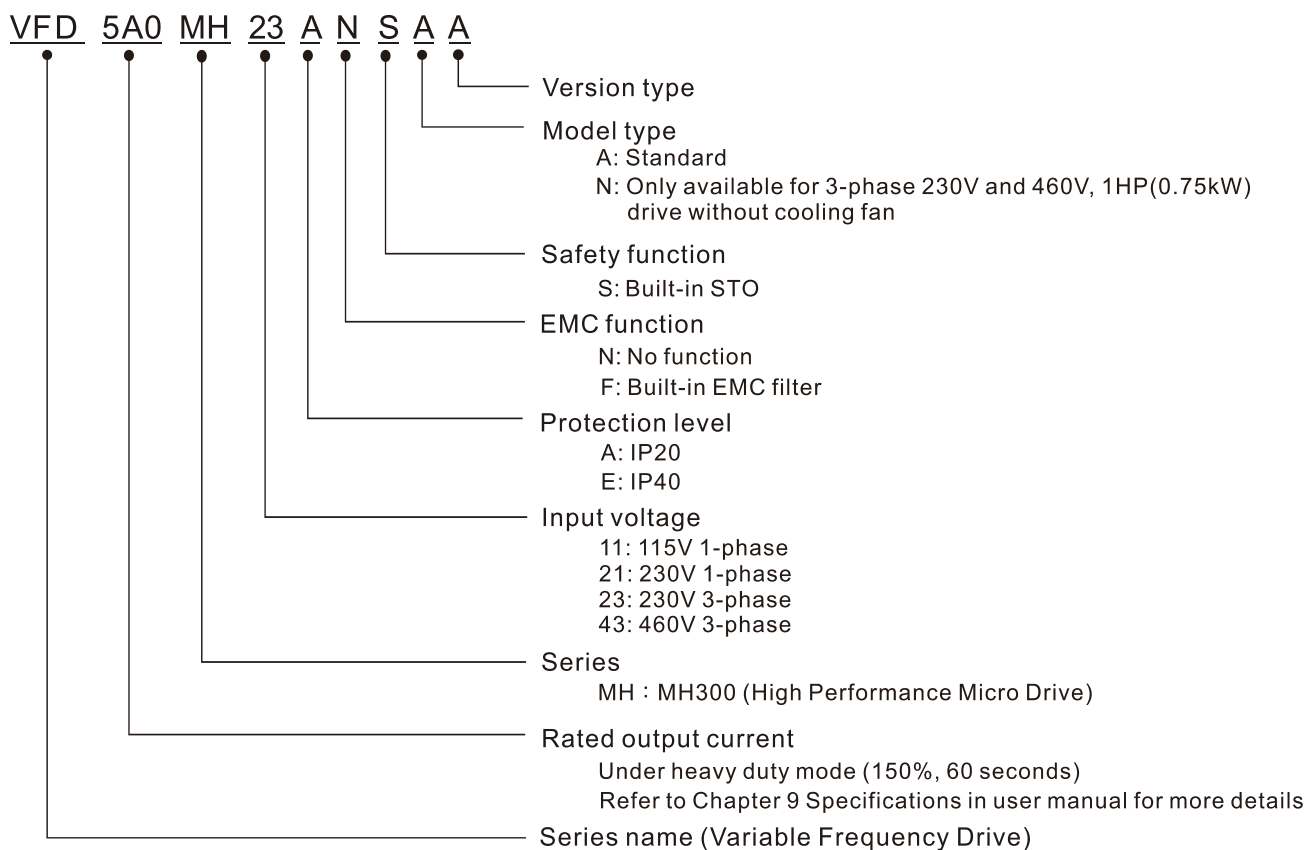 VFD 5A0 MH 23 A N S A A
Version type
Model type
A: Standard
N: Only available for 3-phase 230V and 460V, 1HP(0.75kW)
drive without cooling fan
Safety function
S: Built-in STO
EMC function
N: No function
F: Built-in EMC filter
Protection level
A: IP20
E: IP40
Input voltage
11: 115V 1-phase
21: 230V 1-phase
23: 230V 3-phase
43: 460V 3-phase
Series
MH : MH300 (High Performance Micro Drive)
Rated output current
Under heavy duty mode (150%, 60 seconds)
Refer to Chapter 9 Specifications in user manual for more details
Series name (Variable Frequency Drive)